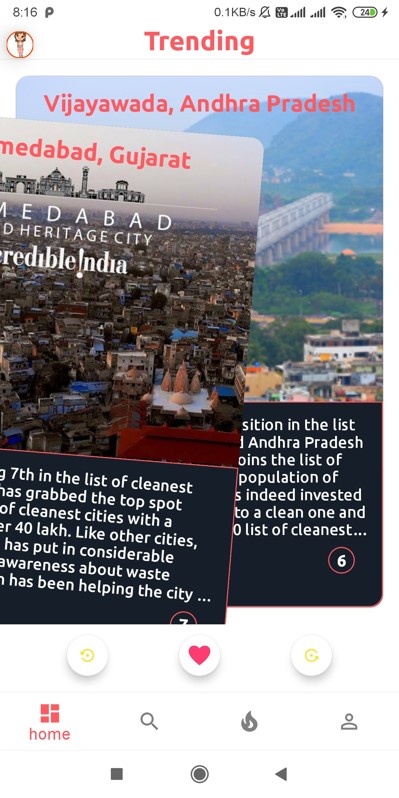 8:16
0.1KB/s
24
Trending
Vijayawada, Andhra Pradesh
medabad, Gujarat
MEDABAD
D HERITAGE CITY
credıble!ndıa
sition in the list
d Andhra Pradesh
oins the list of
population of
s indeed invested
to a clean one and
0 list of cleanest...
6
g 7th in the list of cleanest
has grabbed the top spot
of cleanest cities with a
er 40 lakh. Like other cities,
has put in considerable
awareness about waste
n has been helping the city ...
7
home